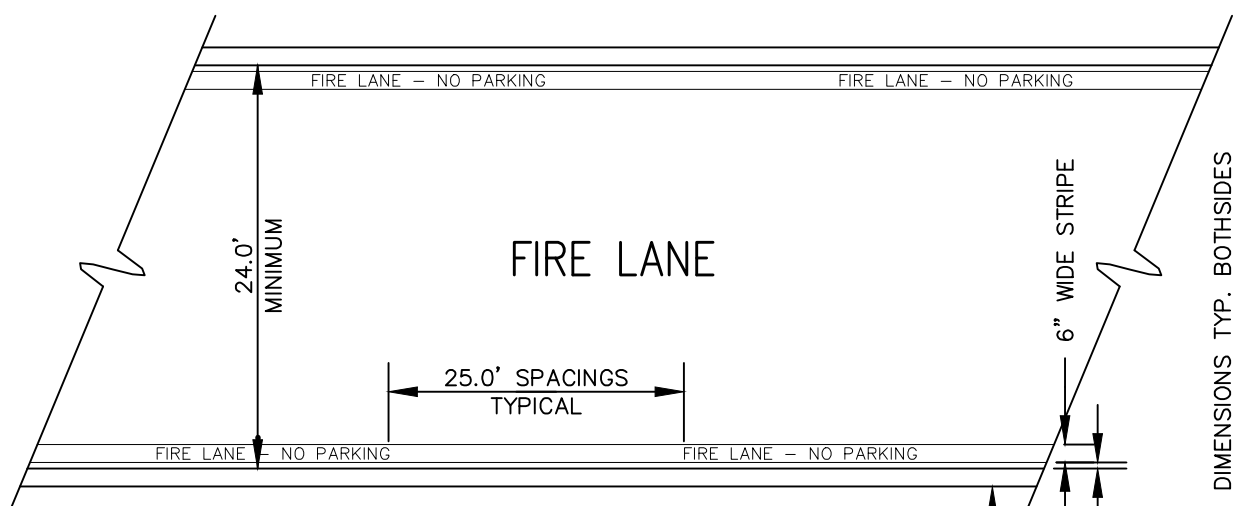 FIRE LANE – NO PARKING
FIRE LANE – NO PARKING
24.0'
MINIMUM
FIRE LANE
6" WIDE STRIPE
DIMENSIONS TYP. BOTHSIDES
25.0' SPACINGS
TYPICAL
FIRE LANE – NO PARKING
FIRE LANE – NO PARKING